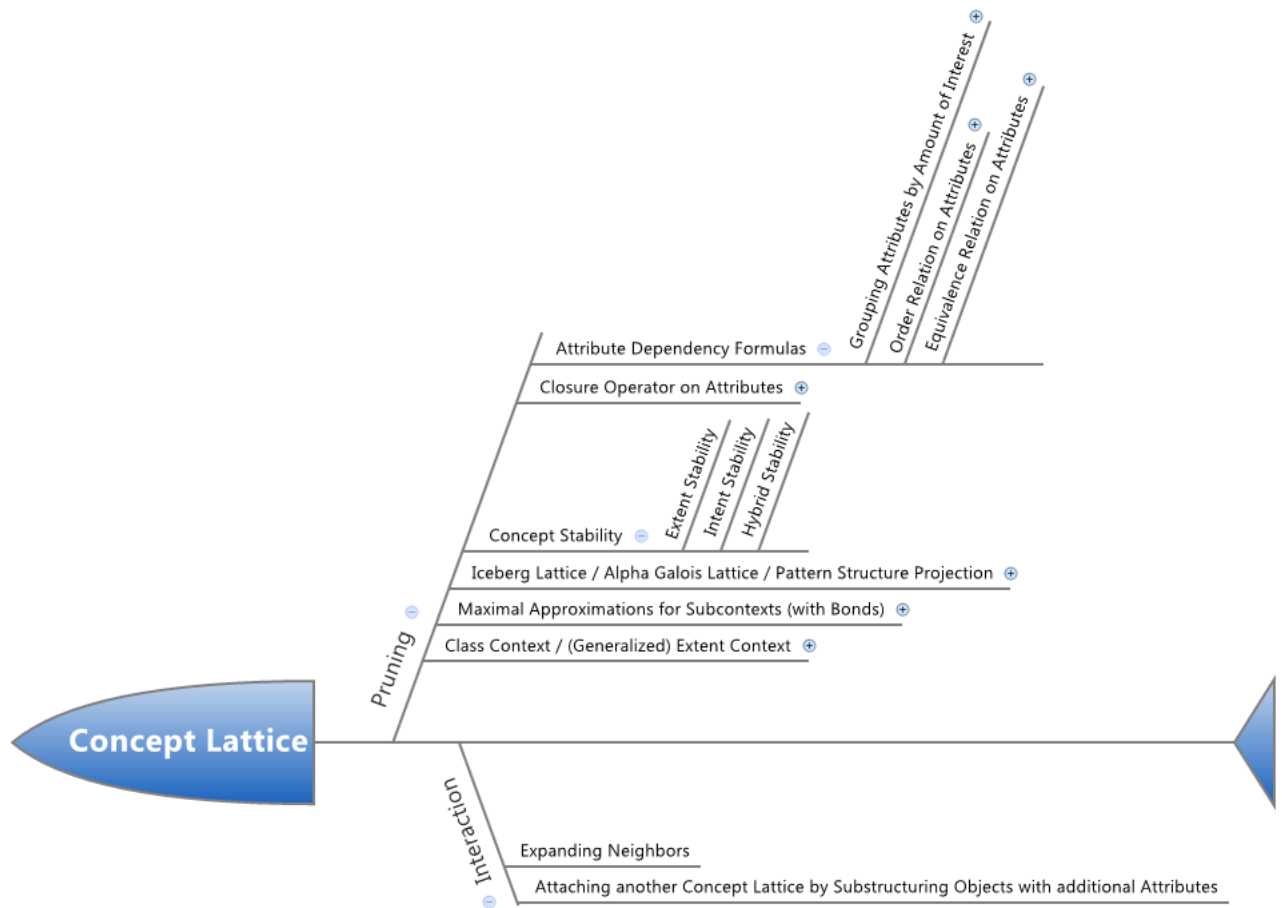 Grouping Attributes by Amount of Interest
Order Relation on Attributes
Equivalence Relation on Attributes
Attribute Dependency Formulas
Closure Operator on Attributes
Extent Stability
Intent Stability
Hybrid Stability
Concept Stability
Iceberg Lattice / Alpha Galois Lattice / Pattern Structure Projection
Maximal Approximations for Subcontexts (with Bonds)
Class Context / (Generalized) Extent Context
Pruning
Concept Lattice
Interaction
Expanding Neighbors
Attaching another Concept Lattice by Substructuring Objects with additional Attributes